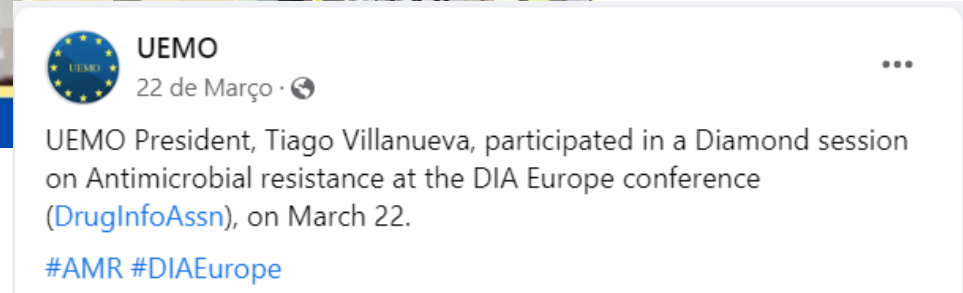 UEMO
UEMO
22 de Março ·
UEMO President, Tiago Villanueva, participated in a Diamond session
on Antimicrobial resistance at the DIA Europe conference
(DrugInfoAssn), on March 22.
#AMR #DIAEurope